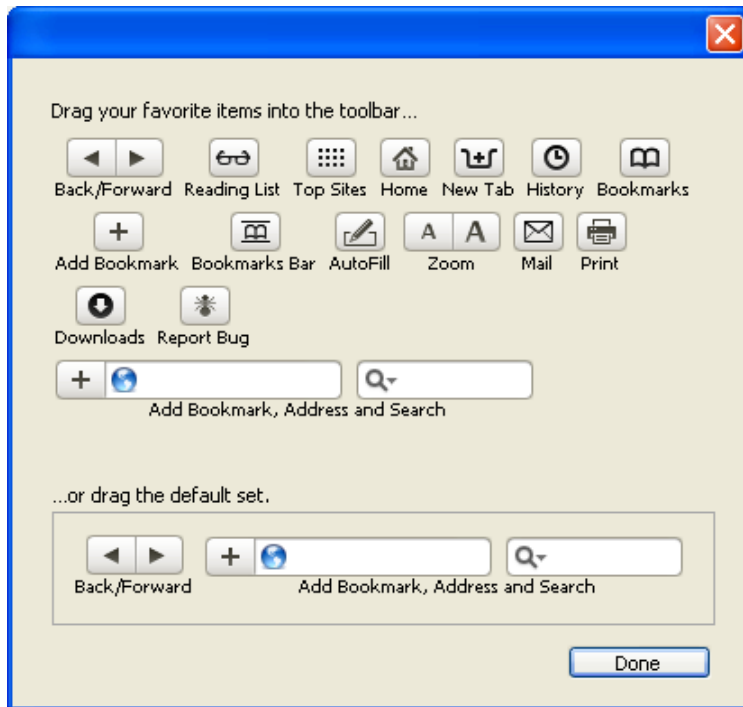 Drag your favorite items into the toolbar...
Back/Forward Reading List Top Sites Home New Tab History Bookmarks
A A
Add Bookmark Bookmarks Bar AutoFill Zoom Mail Print
Downloads Report Bug
Add Bookmark, Address and Search
...or drag the default set.
Back/Forward Add Bookmark, Address and Search
Done